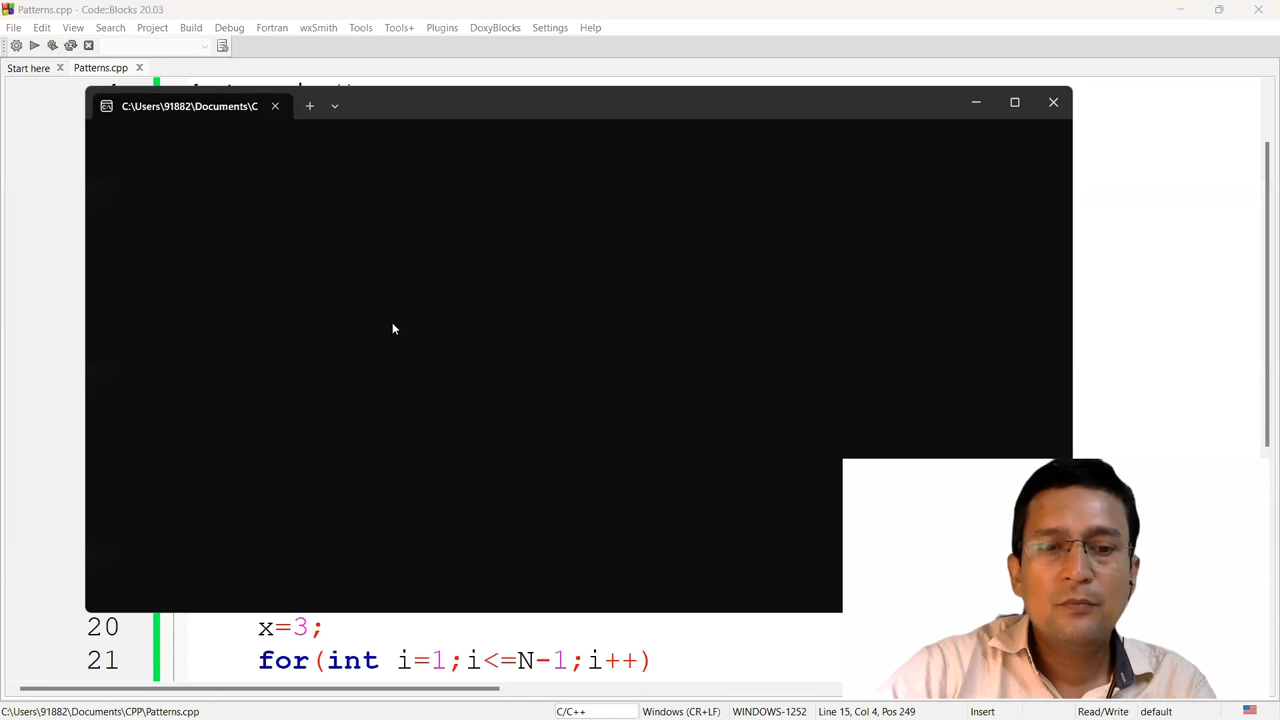 Patterns.cpp - Code::Blocks 20.03
File Edit View Search Project Build Debug Fortran wxSmith Tools Tools+ Plugins DoxyBlocks Settings Help
Start here Patterns.cpp
C:\Users\91882\Documents\C
20 x=3;
21 for(int i=1;i<=N-1;i++)
C:\Users\91882\Documents\CPP\Patterns.cpp C/C++ Windows (CR+LF) WINDOWS-1252 Line 15, Col 4, Pos 249 Insert Read/Write default